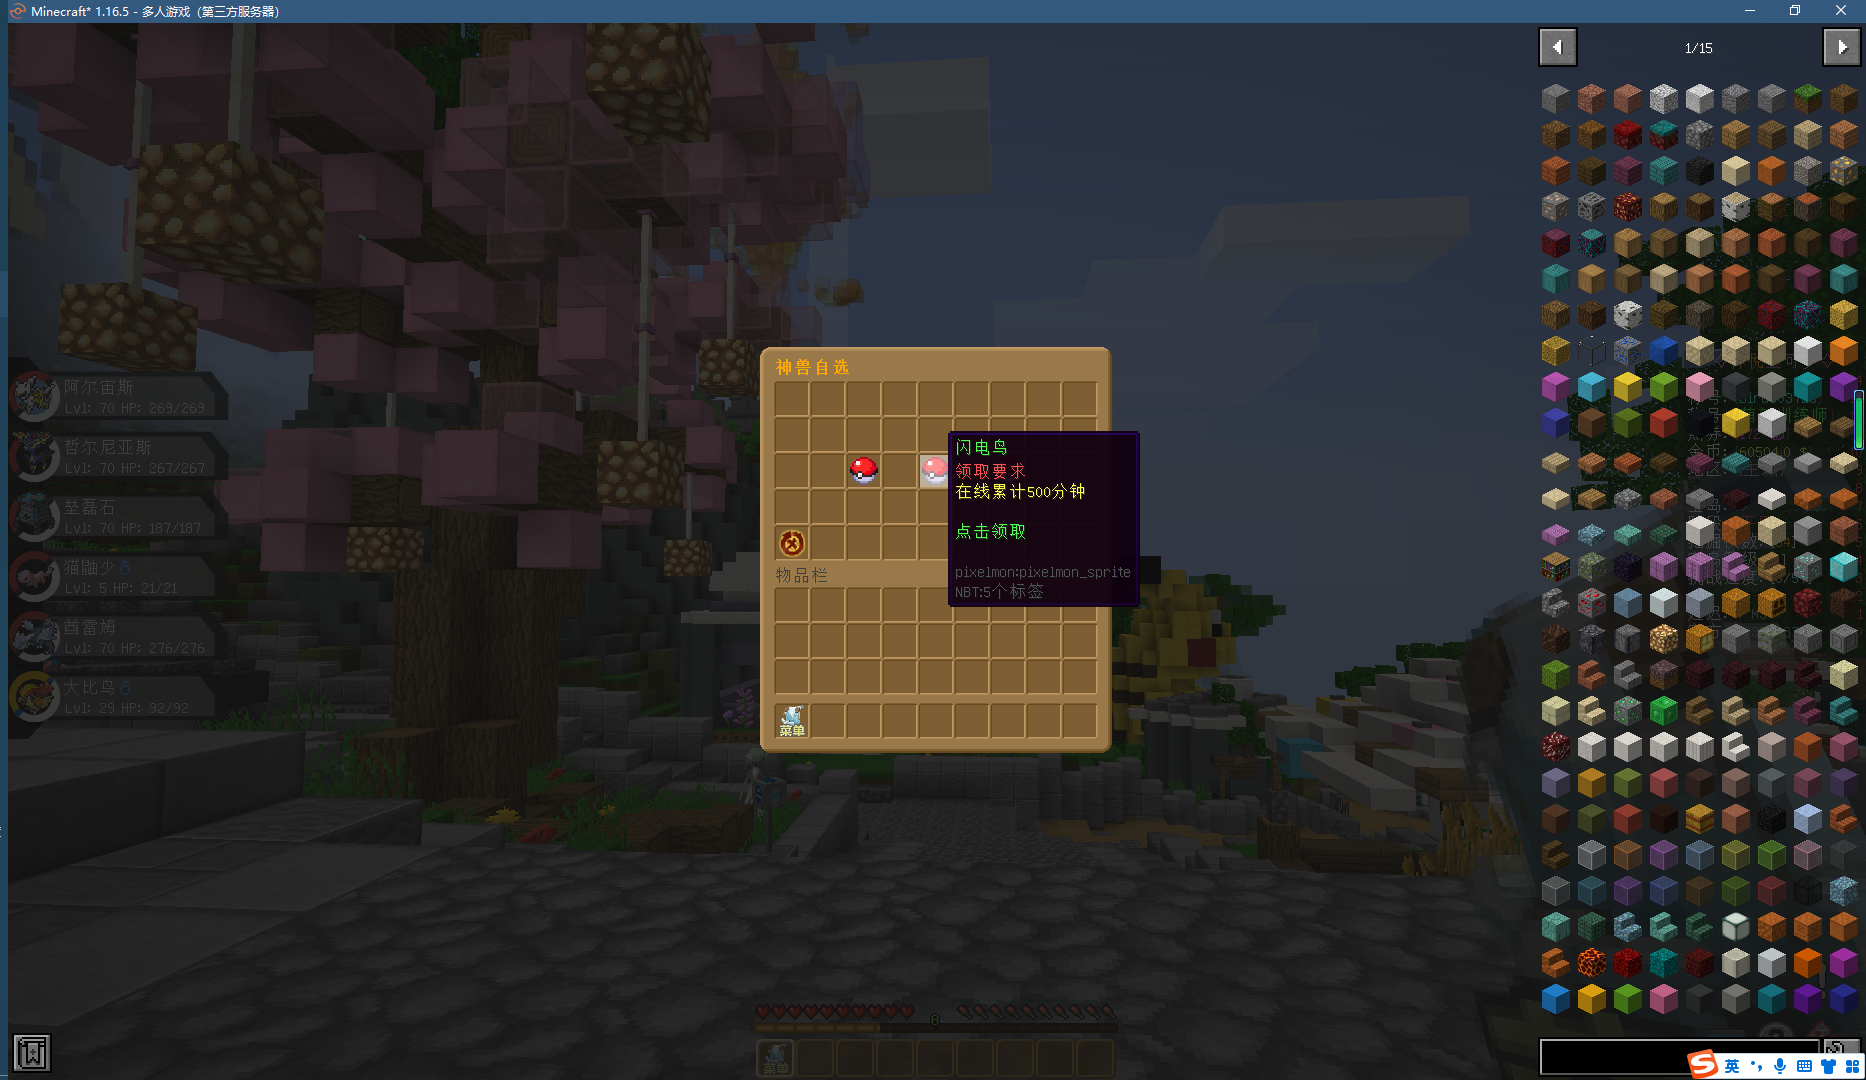 Minecraft* 1.16.5 - 多人游戏（第三方服务器）
1/15
阿尔宙斯
Lvl: 70 HP: 269/269
哲尔尼亚斯
Lvl: 70 HP: 267/267
垒磊石
Lvl: 70 HP: 187/187
猫鼬少♂
Lvl: 5 HP: 21/21
酋雷姆
Lvl: 70 HP: 276/276
大比鸟♂
Lvl: 29 HP: 92/92
神兽自选
闪电鸟
领取要求
在线累计500分钟
点击领取
pixelmon:pixelmon_sprite
NBT:5个标签
物品栏
菜单
8
菜单
英